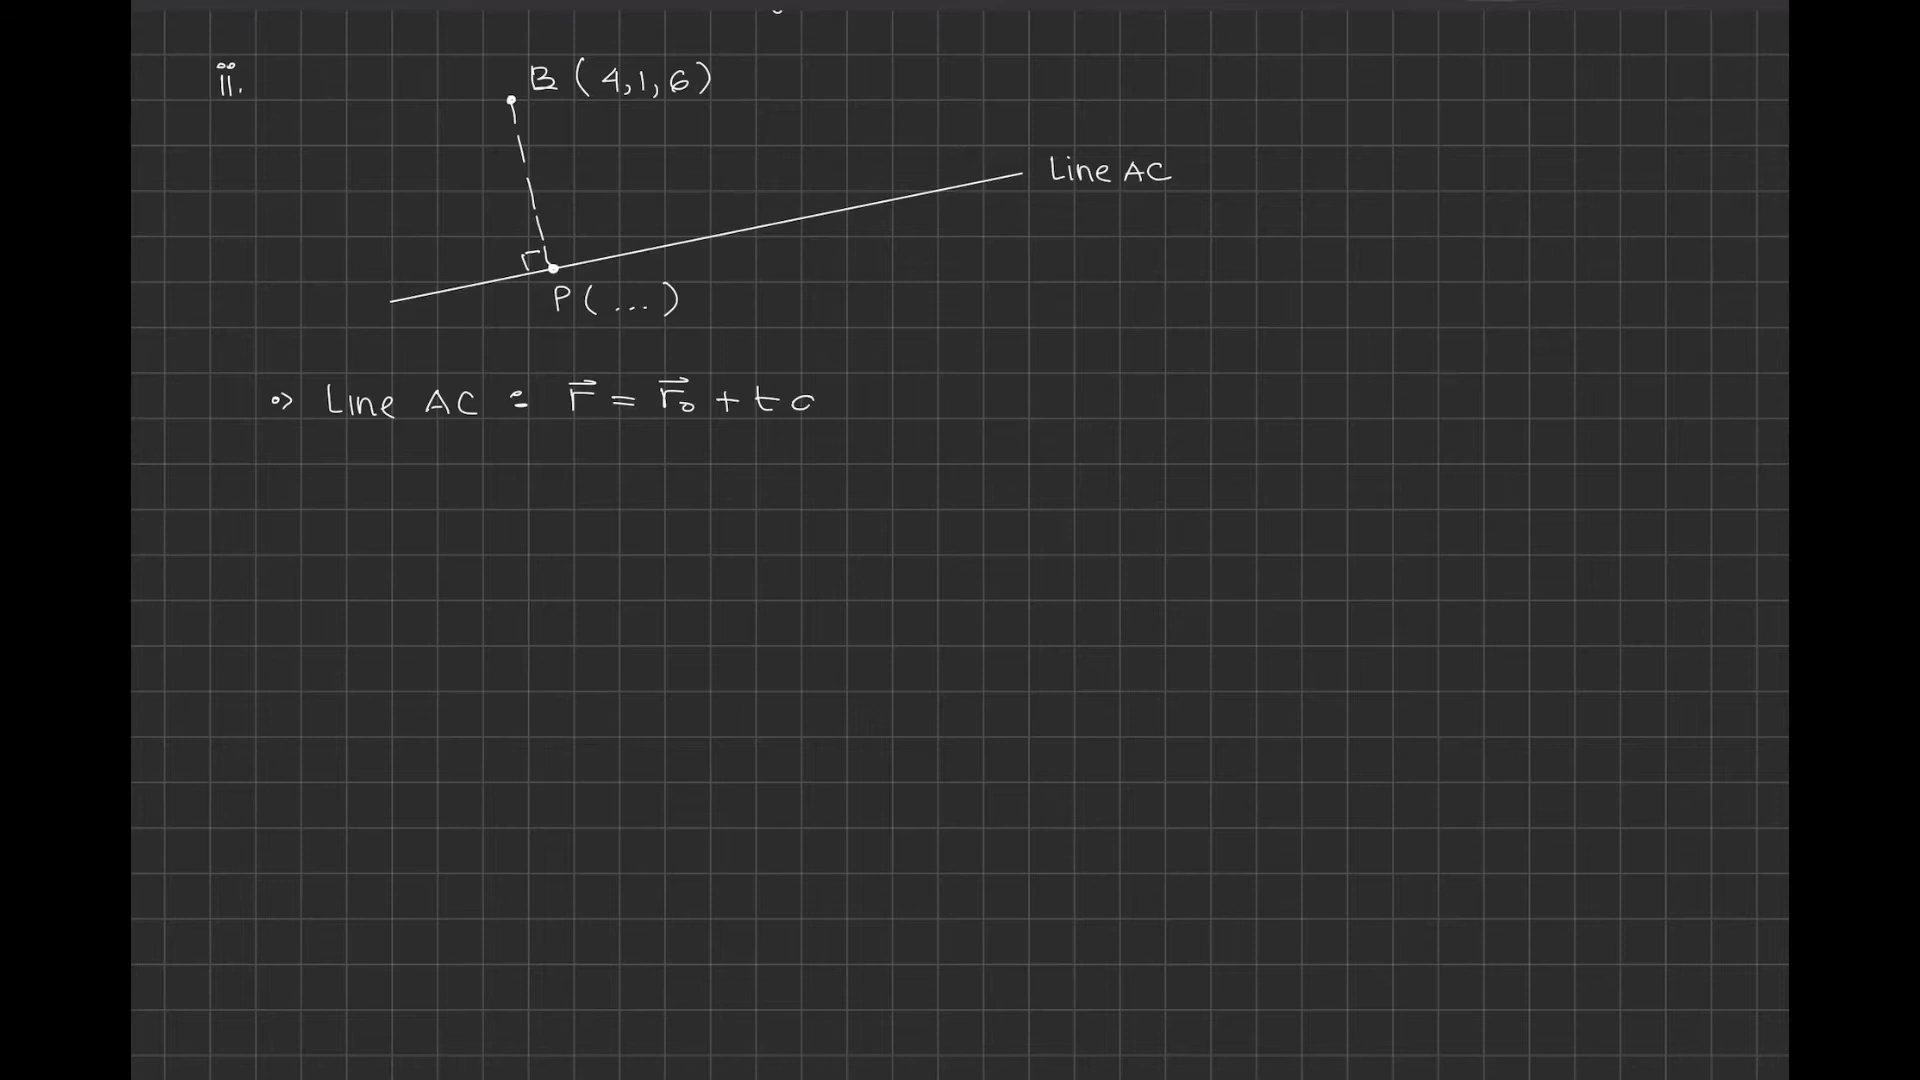 ii.
B (4,1,6)
Line AC
P(...)
Line AC : r⃗ = r⃗₀ + t